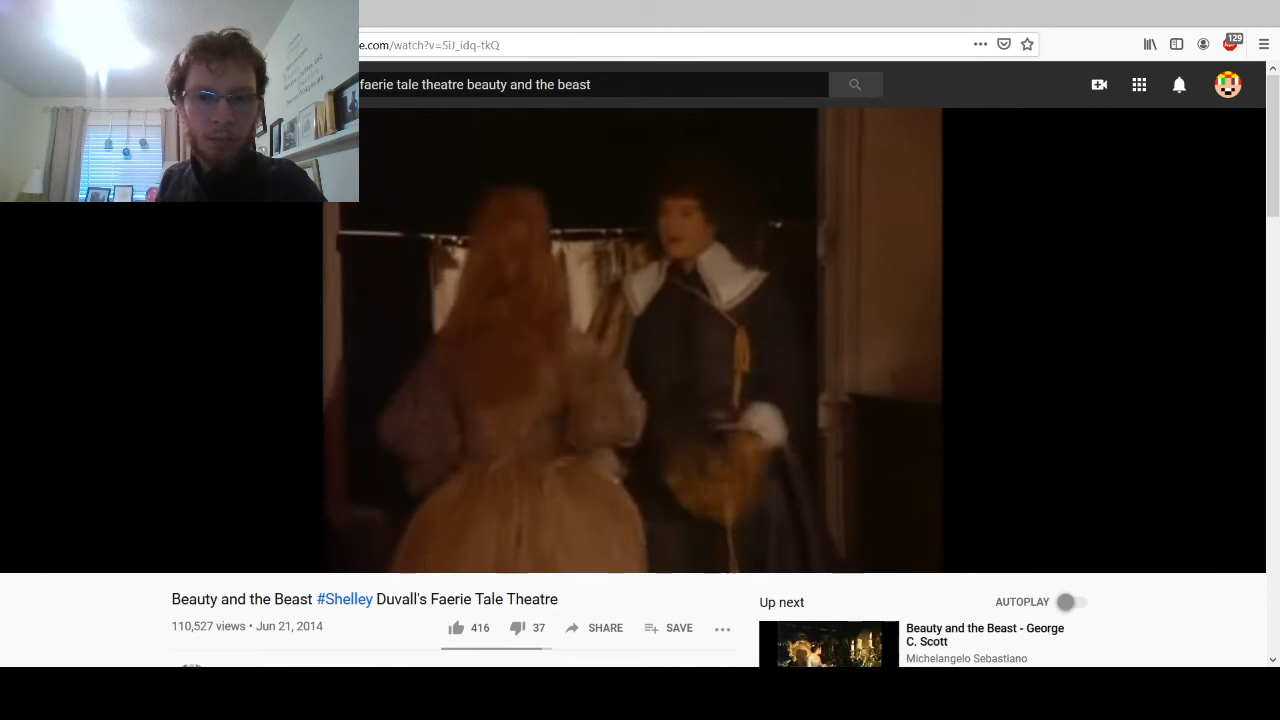 e.com/watch?v=5iJ_idq-tkQ
129
faerie tale theatre beauty and the beast
Beauty and the Beast #Shelley Duvall's Faerie Tale Theatre
110,527 views • Jun 21, 2014
416
37
SHARE
SAVE
Up next
AUTOPLAY
Beauty and the Beast - George
C. Scott
Michelangelo Sebastiano